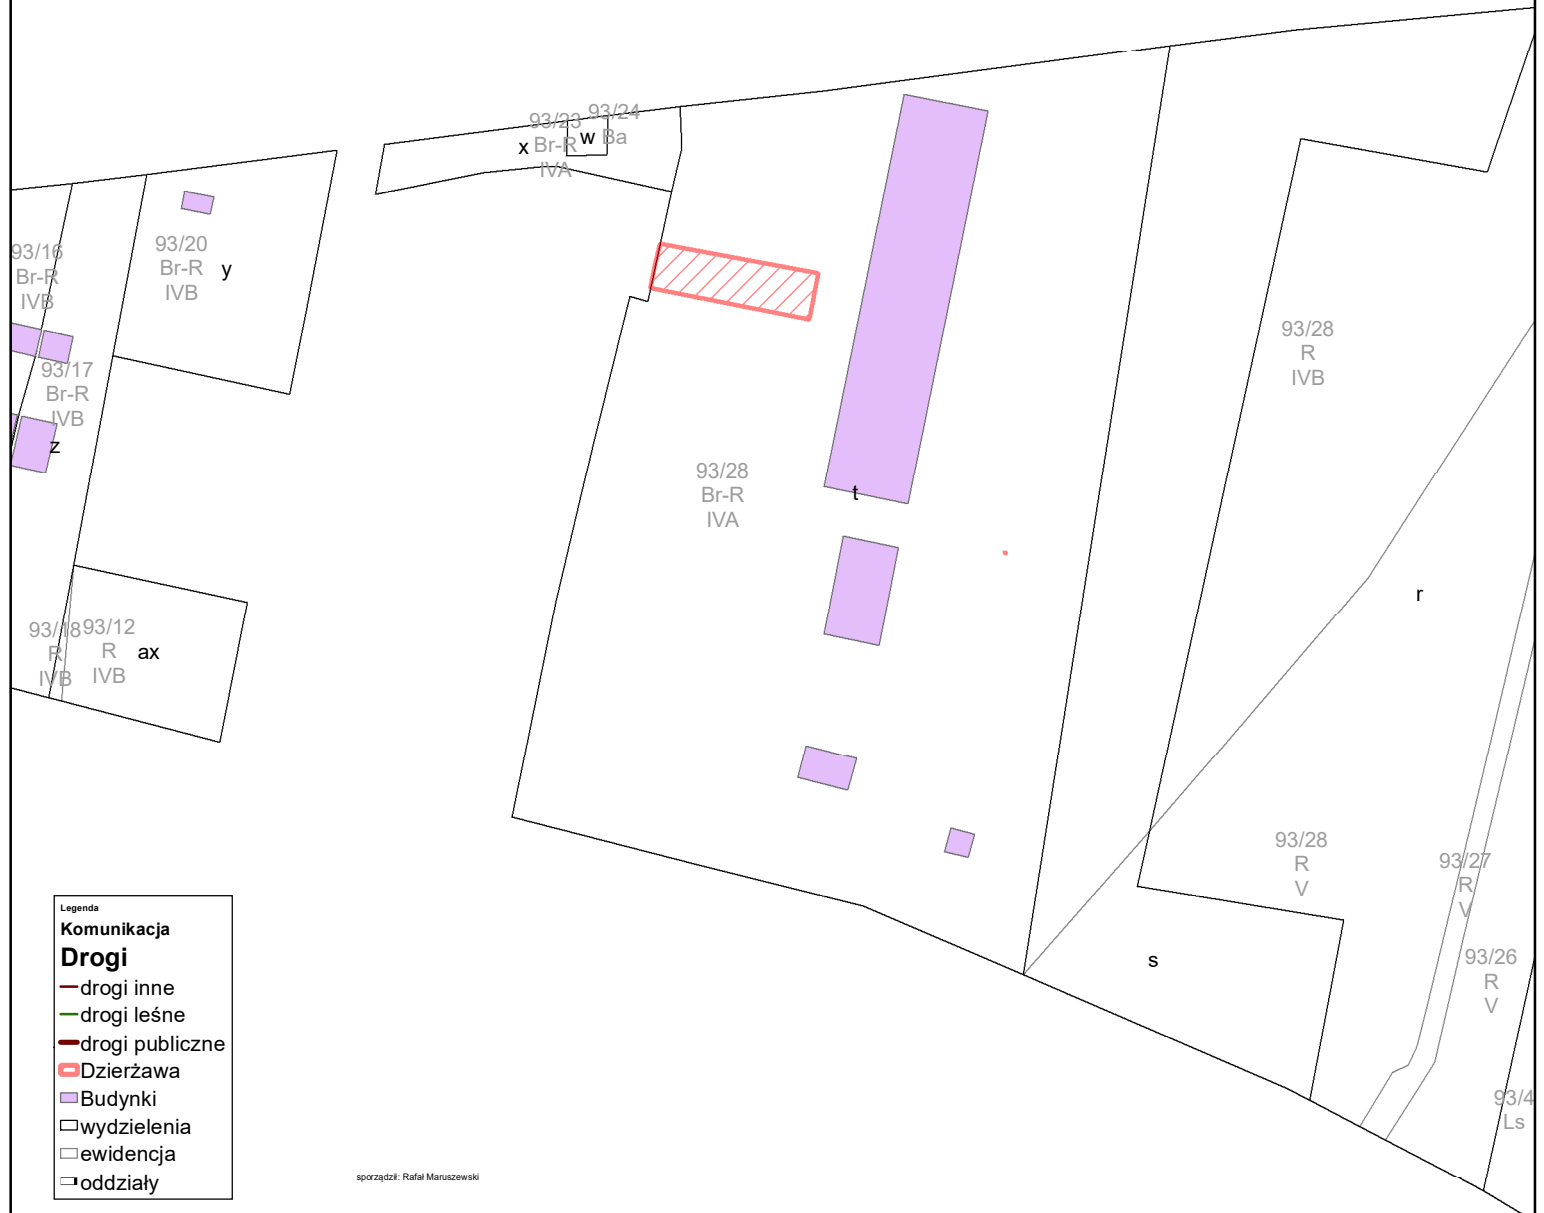 93/23
Br-R
IVA
x
w
93/24
Ba
93/16
Br-R
IVB
93/20
Br-R
IVB
y
93/17
Br-R
IVB
z
93/28
Br-R
IVA
t
93/28
R
IVB
r
93/18
R
IVB
93/12
R
IVB
ax
93/28
R
V
93/27
R
V
s
93/26
R
V
93/4
Ls
Legenda
Komunikacja
Drogi
drogi inne
drogi leśne
drogi publiczne
Dzierżawa
Budynki
wydzielenia
ewidencja
oddziały
sporządził: Rafał Maruszewski